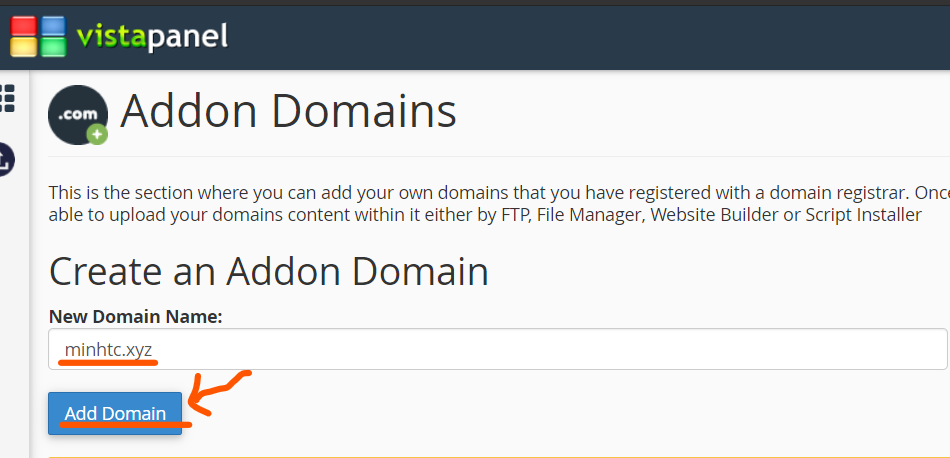 vistapanel
.com
Addon Domains
This is the section where you can add your own domains that you have registered with a domain registrar. Once
able to upload your domains content within it either by FTP, File Manager, Website Builder or Script Installer
Create an Addon Domain
New Domain Name:
minhtc.xyz
Add Domain